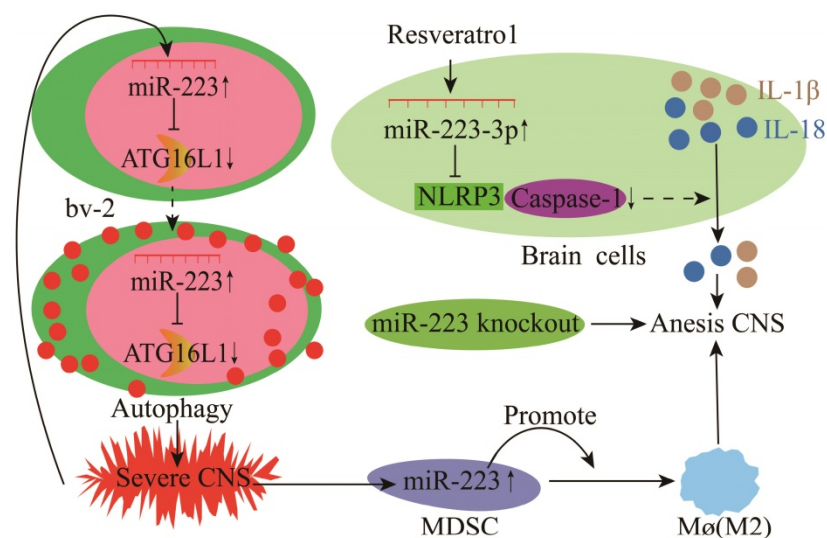 miR-223↑
ATG16L1↓
bv-2
miR-223↑
ATG16L1↓
Autophagy
Severe CNS
Resveratro1
miR-223-3p↑
NLRP3
Caspase-1↓
IL-1β
IL-18
Brain cells
miR-223 knockout
Anesis CNS
Promote
miR-223↑
MDSC
Mø(M2)